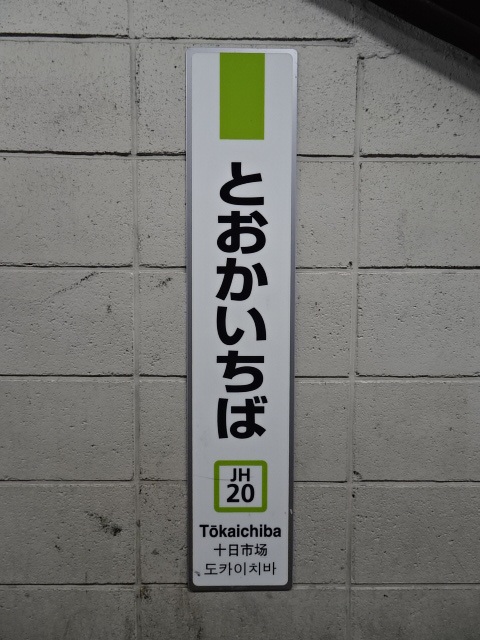 とおかいちば
JH
20
Tōkaichiba
十日市场
도카이치바